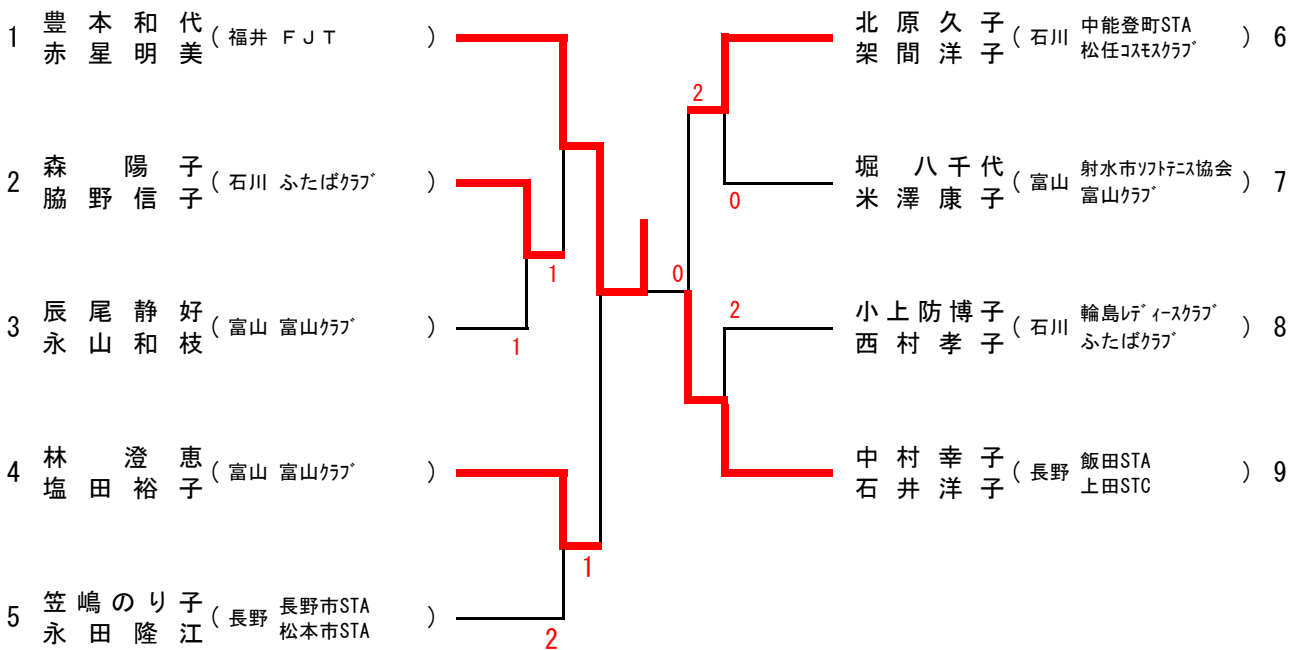 1 豊本和代 ( 福井 ＦＪＴ )
赤星明美
2 森陽子 ( 石川 ふたばｸﾗﾌﾞ )
脇野信子
1
3 辰尾静好 ( 富山 富山ｸﾗﾌﾞ )
永山和枝
1
4 林澄恵 ( 富山 富山ｸﾗﾌﾞ )
塩田裕子
1
5 笠嶋のり子 ( 長野 長野市STA )
永田隆江 松本市STA
2
北原久子 ( 石川 中能登町STA ) 6
架間洋子 松任ｺｽﾓｽｸﾗﾌﾞ
2
堀八千代 ( 富山 射水市ｿﾌﾄﾃﾆｽ協会 ) 7
米澤康子 富山ｸﾗﾌﾞ
0
0
2
小上防博子 ( 石川 輪島ﾚﾃﾞｨｰｽｸﾗﾌﾞ ) 8
西村孝子 ふたばｸﾗﾌﾞ
中村幸子 ( 長野 飯田STA ) 9
石井洋子 上田STC